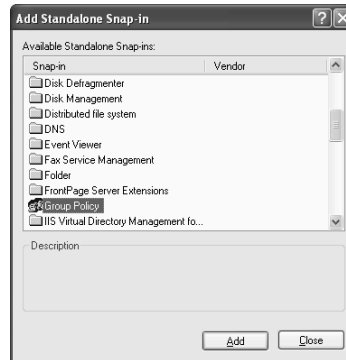 Add Standalone Snap-in
Available Standalone Snap-ins:
Snap-in Vendor
Disk Defragmenter
Disk Management
Distributed file system
DNS
Event Viewer
Fax Service Management
Folder
FrontPage Server Extensions
Group Policy
IIS Virtual Directory Management fo...
Description
Add Close